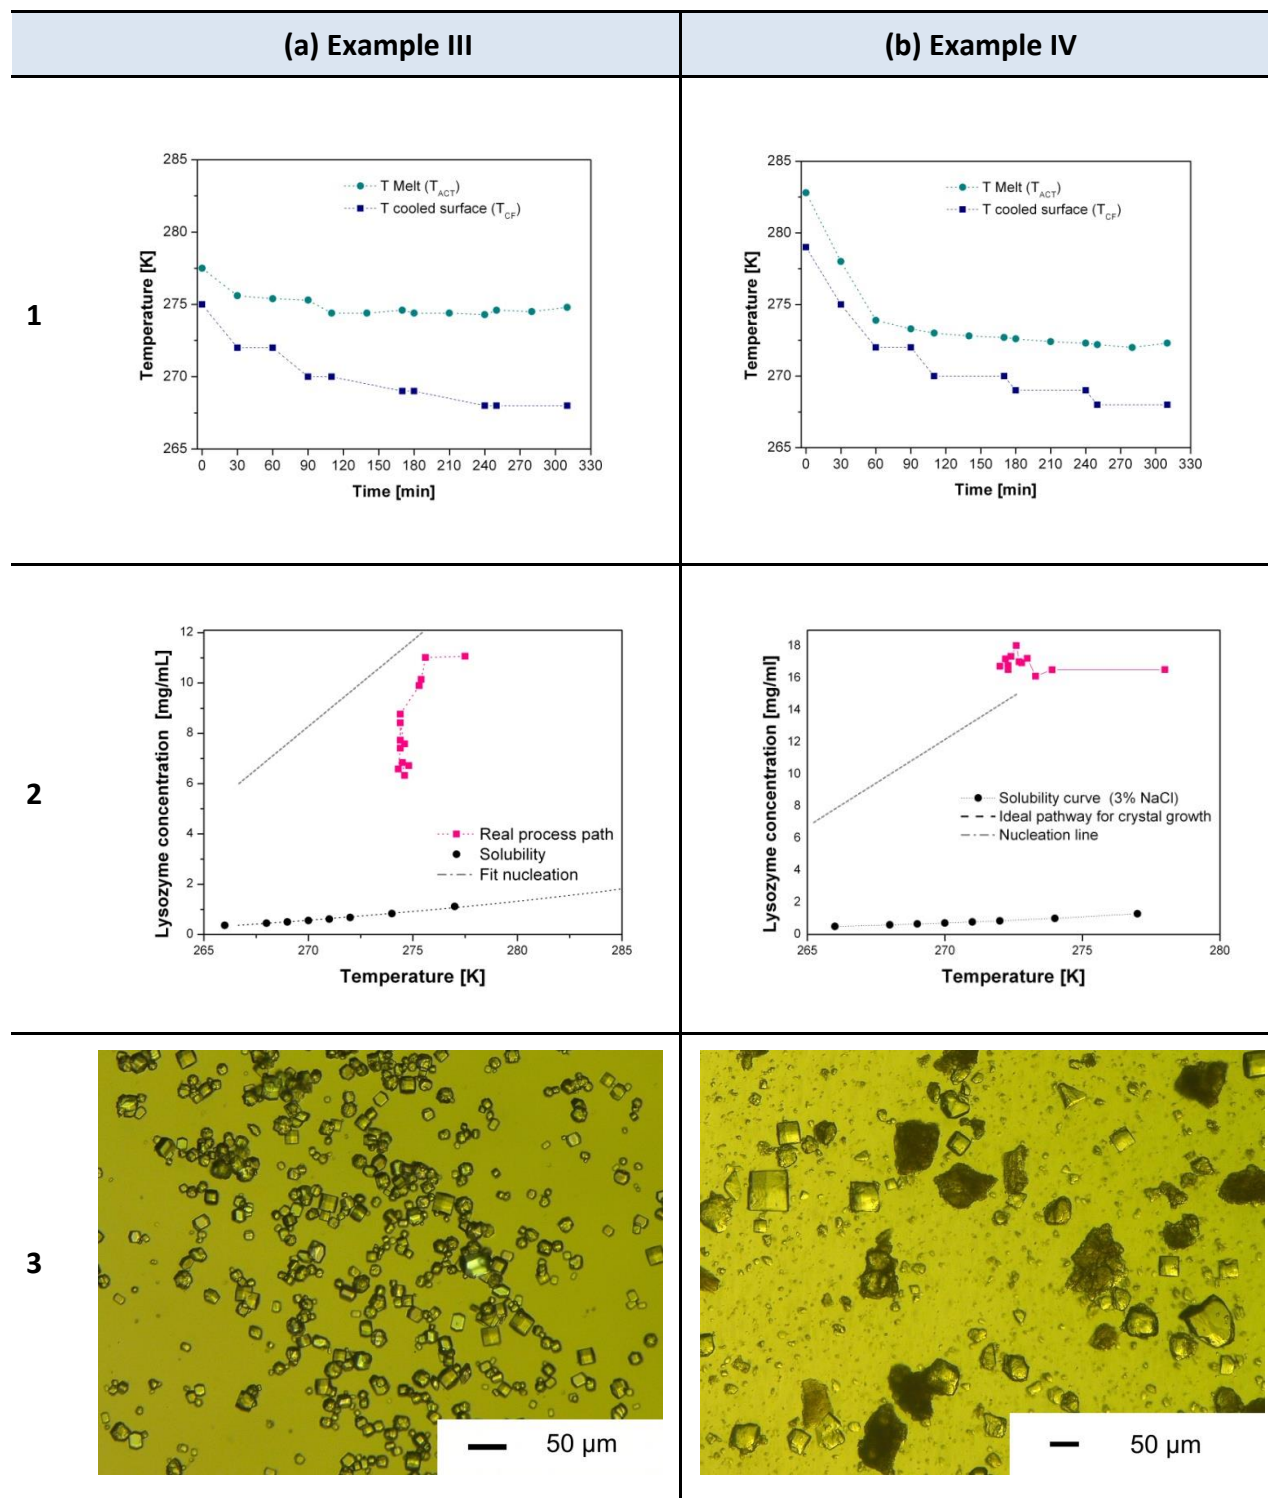 (a) Example III
(b) Example IV
1
285
280
275
270
265
Temperature [K]
T Melt (T_ACT)
T cooled surface (T_CF)
0 30 60 90 120 150 180 210 240 270 300 330
Time [min]
285
280
275
270
265
Temperature [K]
T Melt (T_ACT)
T cooled surface (T_CF)
0 30 60 90 120 150 180 210 240 270 300 330
Time [min]
2
12
10
8
6
4
2
0
Lysozyme concentration [mg/mL]
Real process path
Solubility
Fit nucleation
265 270 275 280 285
Temperature [K]
18
16
14
12
10
8
6
4
2
0
Lysozyme concentration [mg/ml]
Solubility curve (3% NaCl)
Ideal pathway for crystal growth
Nucleation line
265 270 275 280
Temperature [K]
3
50 µm
50 µm